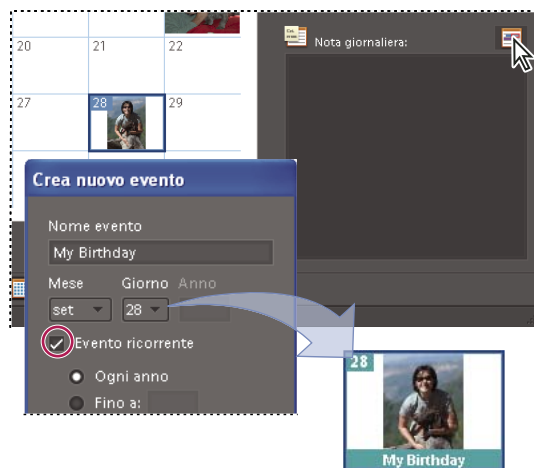 20 21 22
Nota giornaliera:
27 28 29
Crea nuovo evento
Nome evento
My Birthday
Mese Giorno Anno
set 28
Evento ricorrente
Ogni anno
Fino a:
28
My Birthday